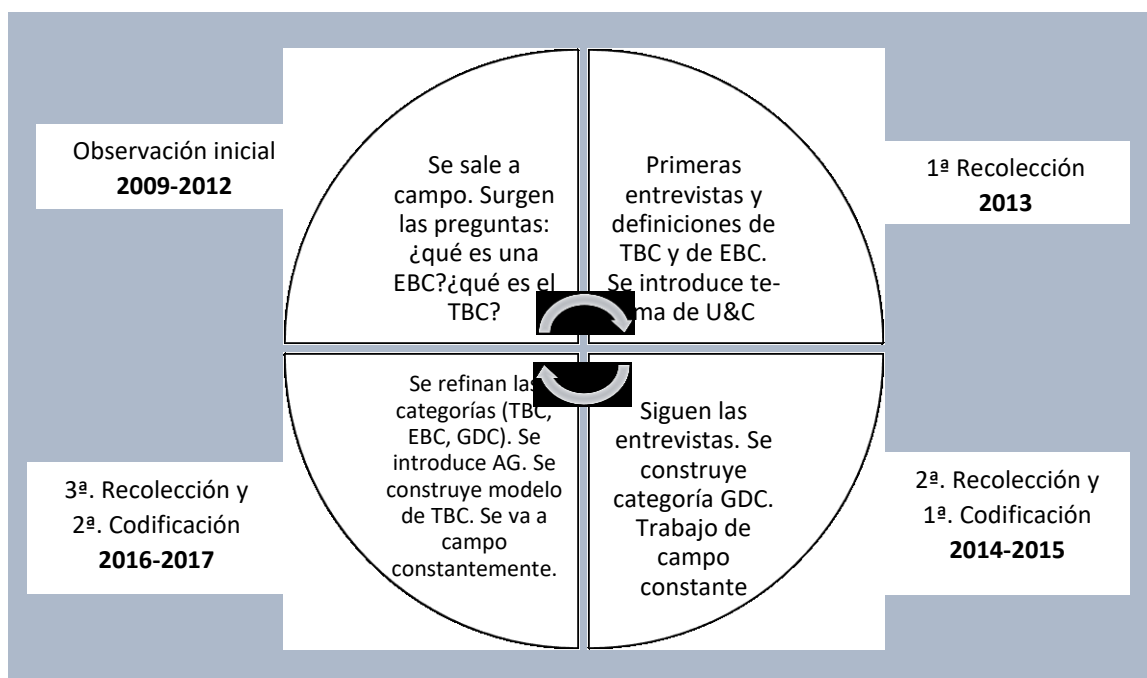 Observación inicial
2009-2012
Se sale a
campo. Surgen
las preguntas:
¿qué es una
EBC?¿qué es el
TBC?
Primeras
entrevistas y
definiciones de
TBC y de EBC.
Se introduce te-
ma de U&C
1ª Recolección
2013
3ª. Recolección y
2ª. Codificación
2016-2017
Se refinan las
categorías (TBC,
EBC, GDC). Se
introduce AG. Se
construye modelo
de TBC. Se va a
campo
constantemente.
Siguen las
entrevistas. Se
construye
categoría GDC.
Trabajo de
campo
constante
2ª. Recolección y
1ª. Codificación
2014-2015